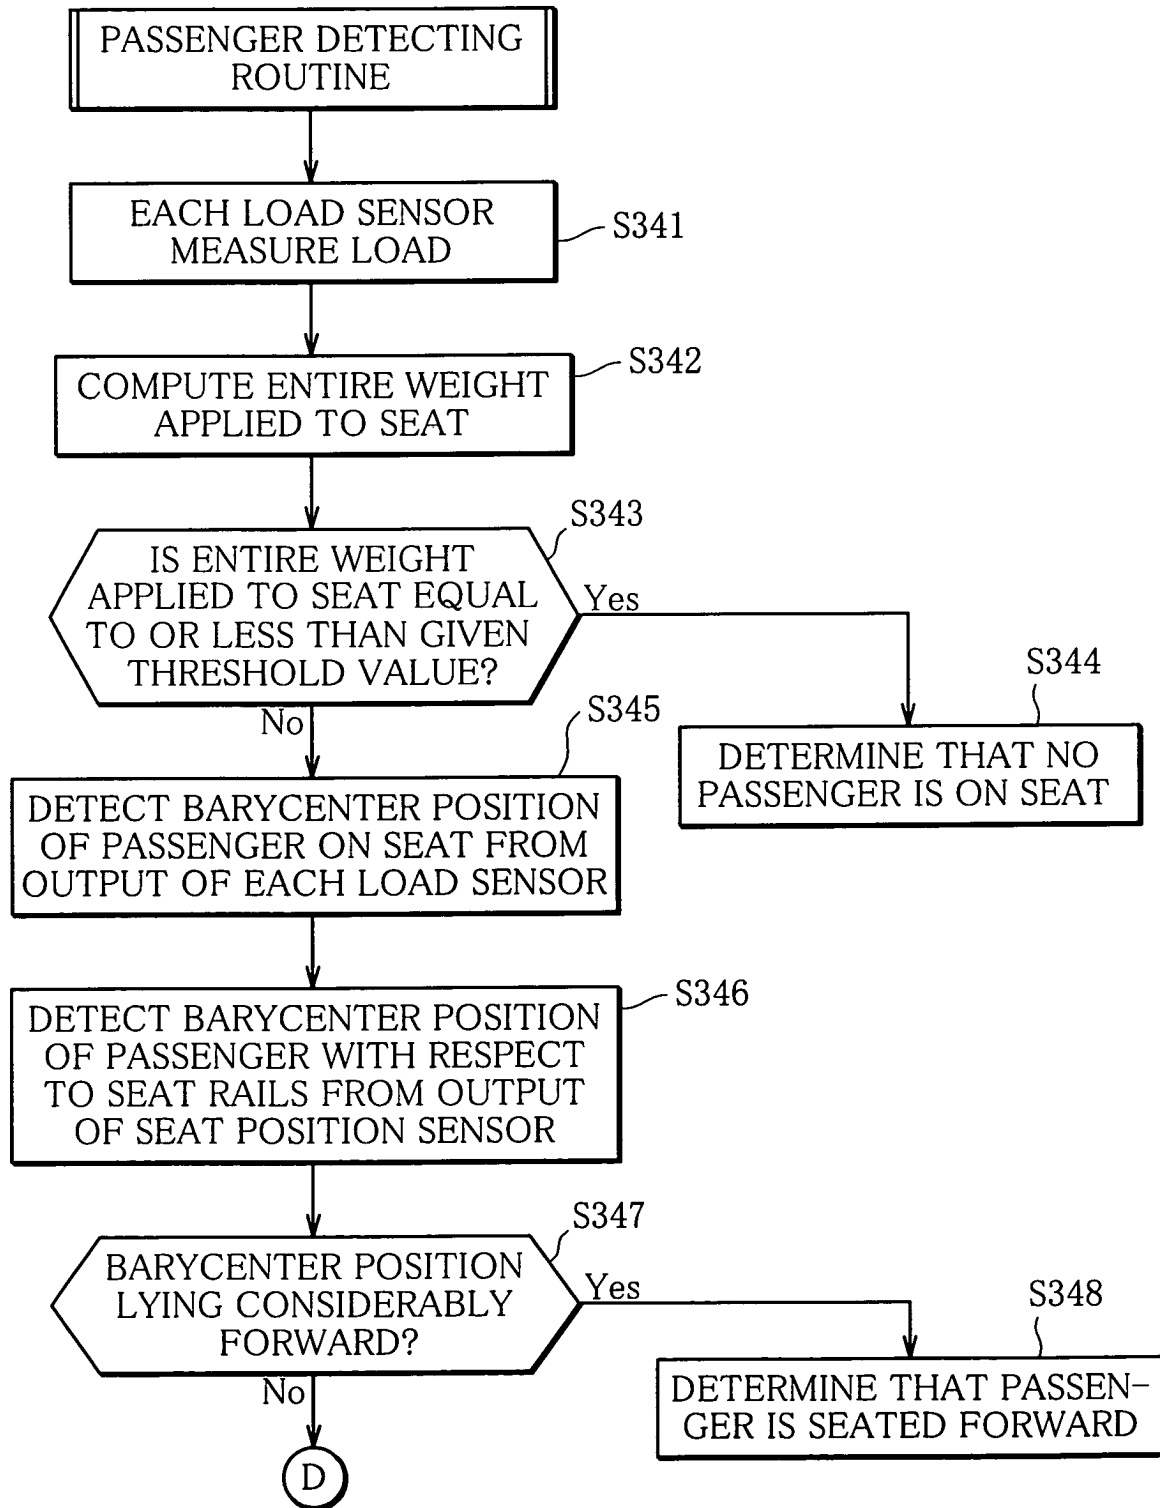 PASSENGER DETECTING
ROUTINE
EACH LOAD SENSOR
MEASURE LOAD
S341
S342
COMPUTE ENTIRE WEIGHT
APPLIED TO SEAT
S343
IS ENTIRE WEIGHT
APPLIED TO SEAT EQUAL
TO OR LESS THAN GIVEN
THRESHOLD VALUE?
Yes
No
S344
DETERMINE THAT NO
PASSENGER IS ON SEAT
S345
DETECT BARYCENTER POSITION
OF PASSENGER ON SEAT FROM
OUTPUT OF EACH LOAD SENSOR
S346
DETECT BARYCENTER POSITION
OF PASSENGER WITH RESPECT
TO SEAT RAILS FROM OUTPUT
OF SEAT POSITION SENSOR
S347
BARYCENTER POSITION
LYING CONSIDERABLY
FORWARD?
Yes
No
S348
DETERMINE THAT PASSEN-
GER IS SEATED FORWARD
D